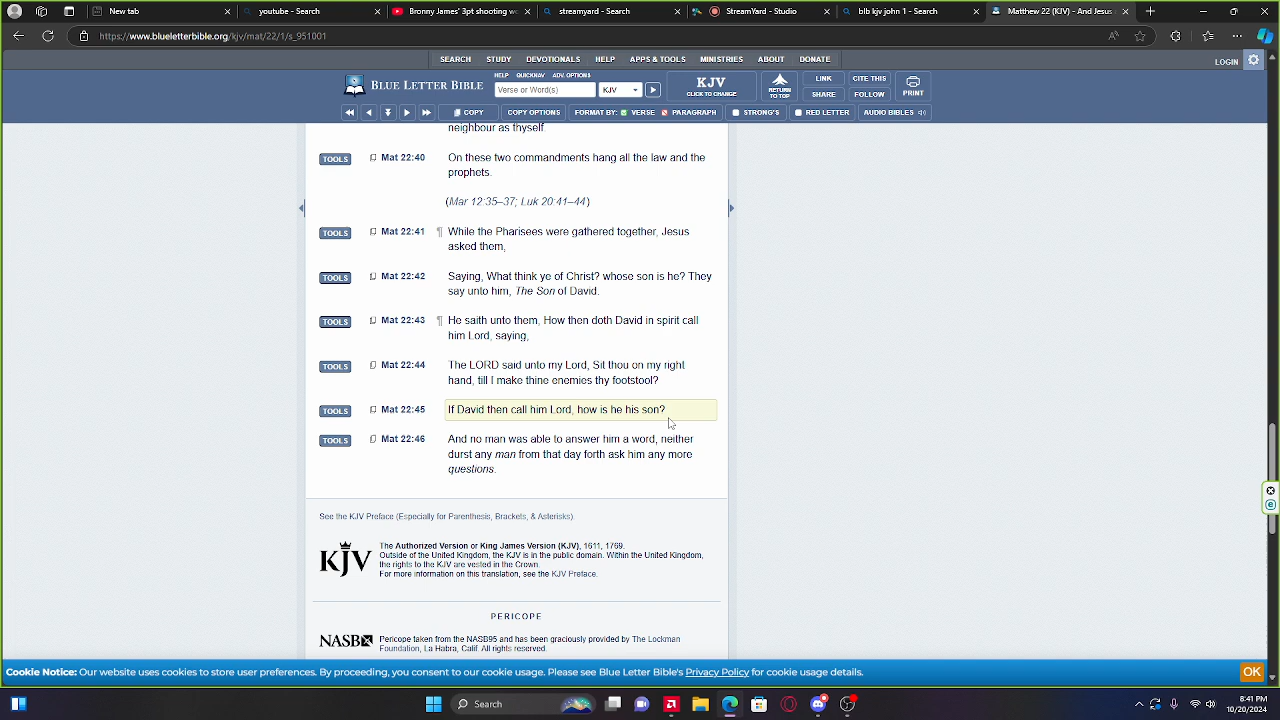 New tab
youtube - Search
Bronny James' 3pt shooting w
streamyard - Search
StreamYard - Studio
blb kjv john 1 - Search
Matthew 22 (KJV) - And Jesus
https://www.blueletterbible.org/kjv/mat/22/1/s_951001
SEARCH STUDY DEVOTIONALS HELP APPS & TOOLS MINISTRIES ABOUT DONATE
LOGIN
BLUE LETTER BIBLE
HELP QUICKNAV ADV. OPTIONS
Verse or Word(s) KJV
KJV
CLICK TO CHANGE
RETURN
TO TOP
LINK
SHARE
CITE THIS
FOLLOW
PRINT
COPY COPY OPTIONS FORMAT BY: VERSE PARAGRAPH STRONG'S RED LETTER AUDIO BIBLES
neighbour as thyself.
TOOLS Mat 22:40 On these two commandments hang all the law and the
prophets.
(Mar 12:35–37; Luk 20:41–44)
TOOLS Mat 22:41 ¶ While the Pharisees were gathered together, Jesus
asked them,
TOOLS Mat 22:42 Saying, What think ye of Christ? whose son is he? They
say unto him, The Son of David.
TOOLS Mat 22:43 ¶ He saith unto them, How then doth David in spirit call
him Lord, saying,
TOOLS Mat 22:44 The LORD said unto my Lord, Sit thou on my right
hand, till I make thine enemies thy footstool?
TOOLS Mat 22:45 If David then call him Lord, how is he his son?
TOOLS Mat 22:46 And no man was able to answer him a word, neither
durst any man from that day forth ask him any more
questions.
See the KJV Preface (Especially for Parenthesis, Brackets, & Asterisks)
KJV
The Authorized Version or King James Version (KJV), 1611, 1769.
Outside of the United Kingdom, the KJV is in the public domain. Within the United Kingdom,
the rights to the KJV are vested in the Crown.
For more information on this translation, see the KJV Preface.
PERICOPE
NASB
Pericope taken from the NASB95 and has been graciously provided by The Lockman
Foundation, La Habra, Calif. All rights reserved.
Cookie Notice: Our website uses cookies to store user preferences. By proceeding, you consent to our cookie usage. Please see Blue Letter Bible's Privacy Policy for cookie usage details.
OK
Search
8:41 PM
10/20/2024